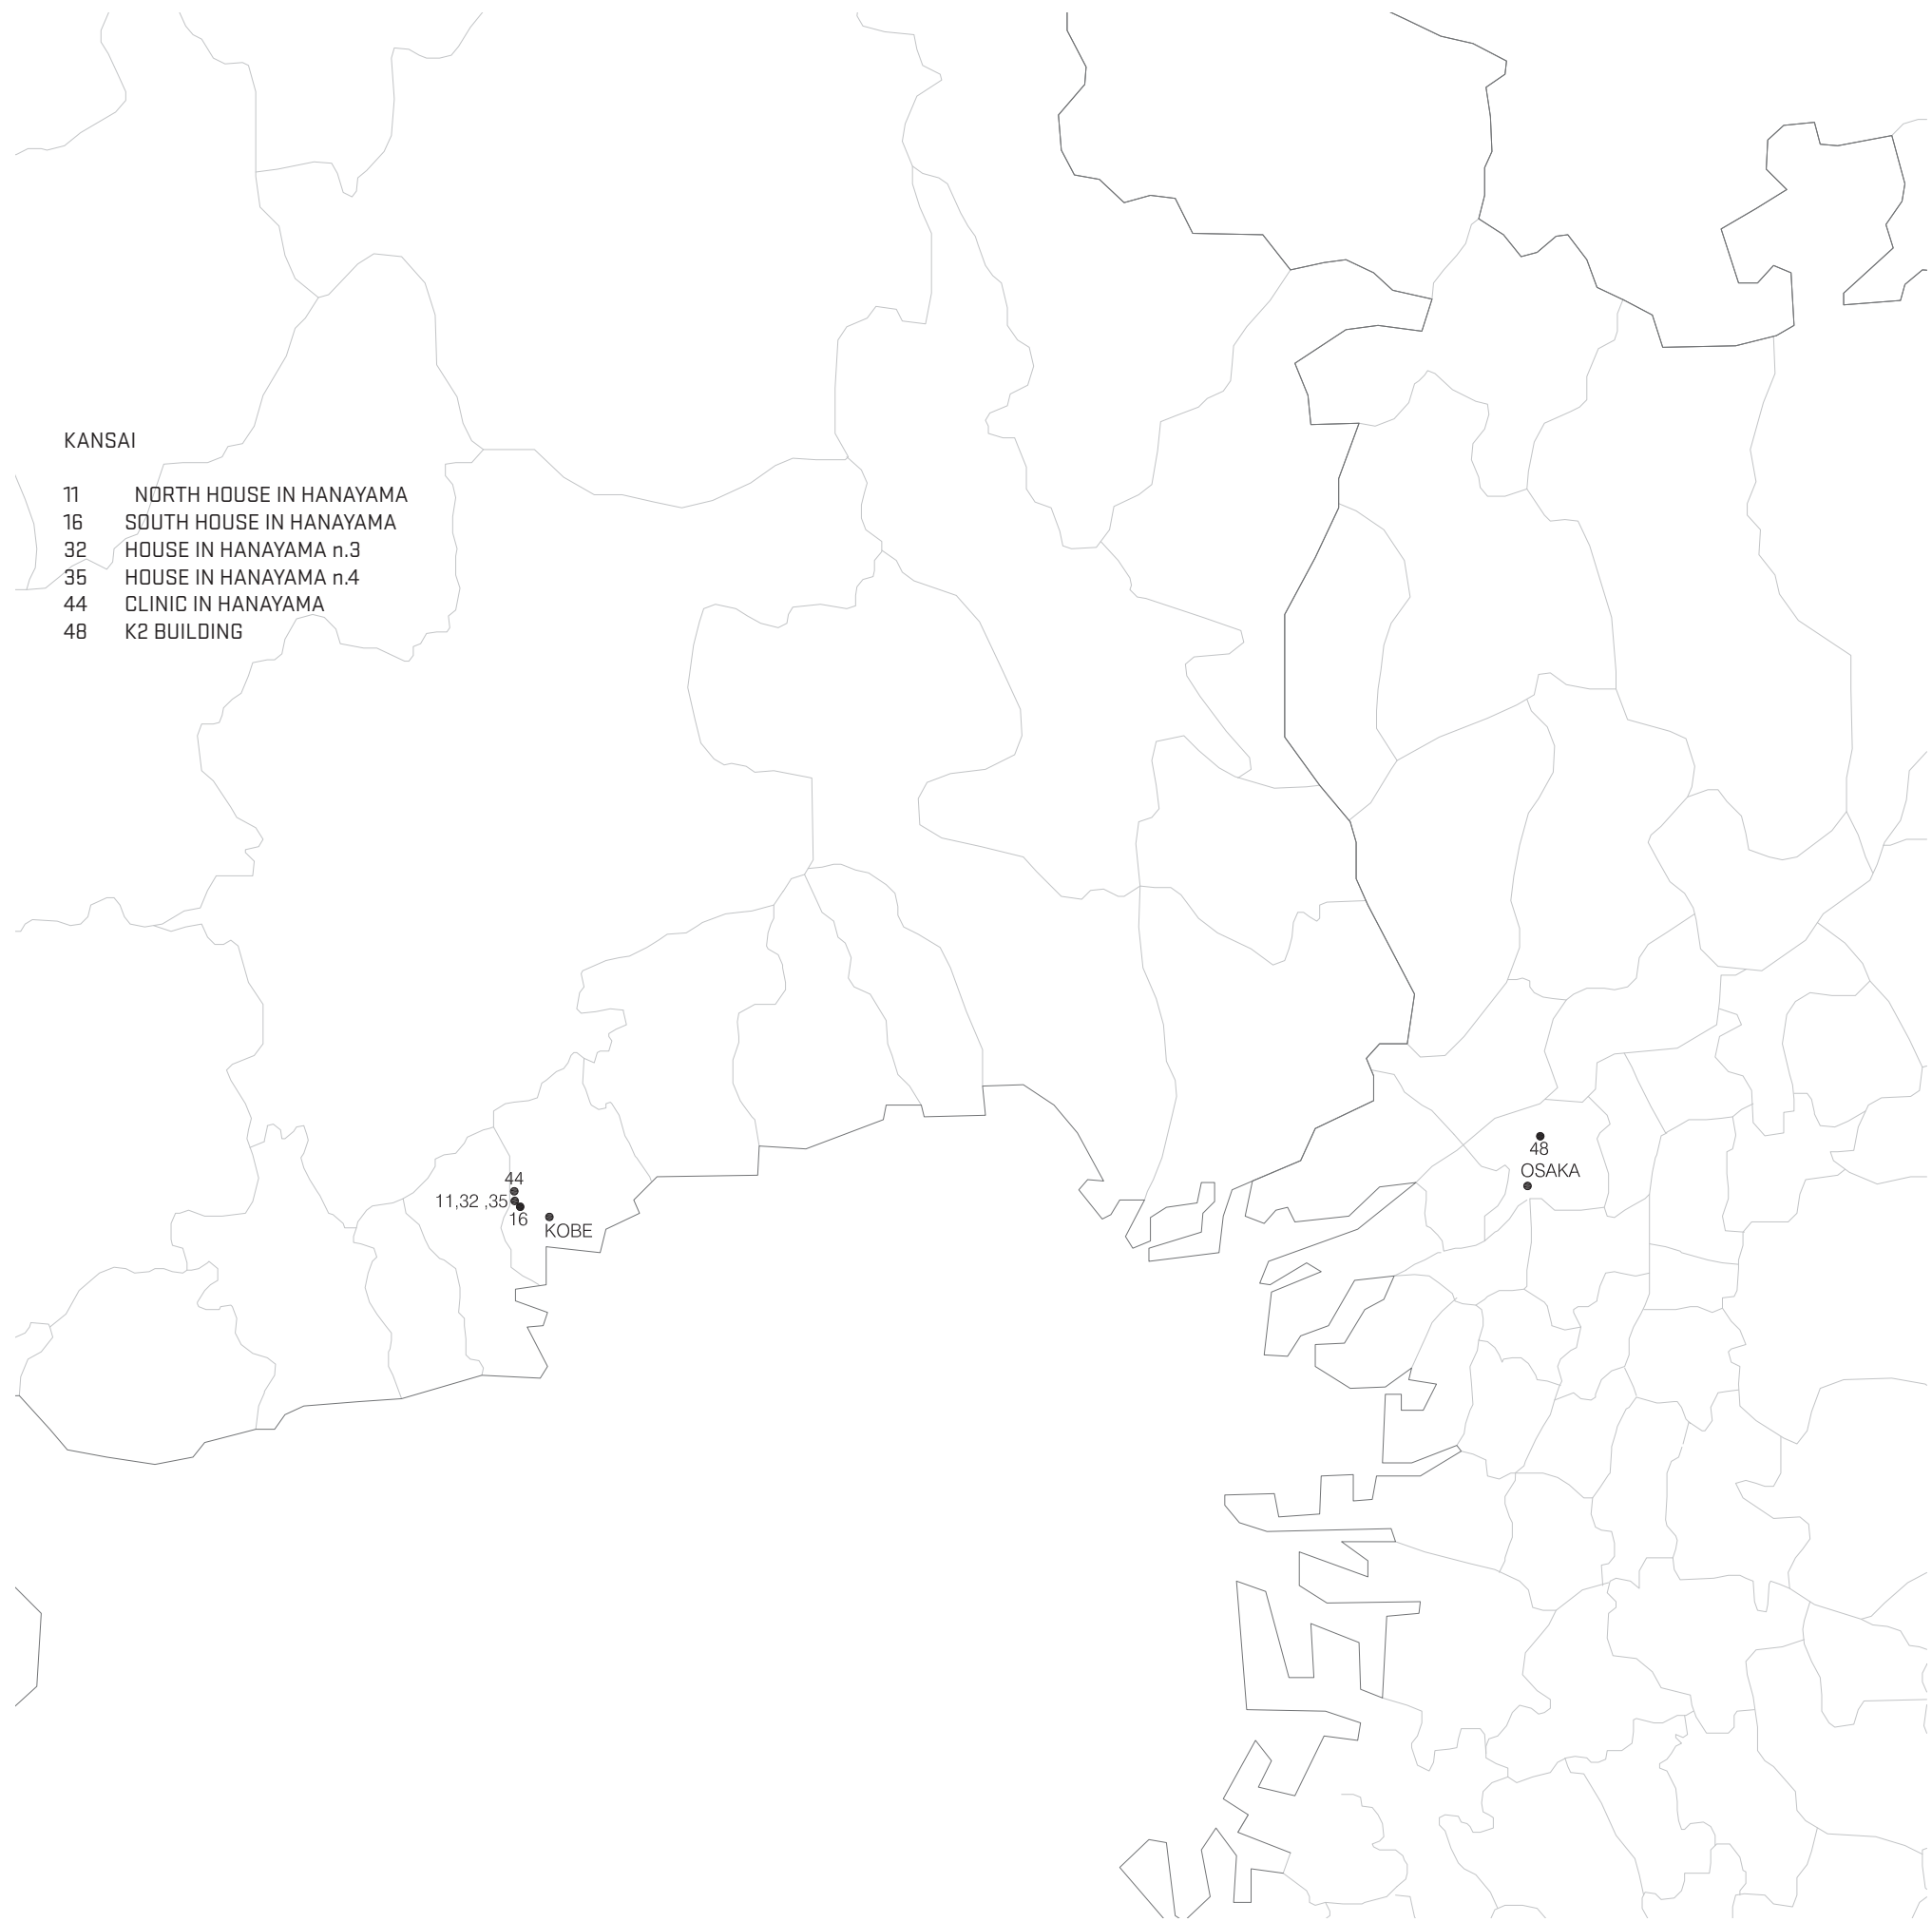 KANSAI
11 NORTH HOUSE IN HANAYAMA
16 SOUTH HOUSE IN HANAYAMA
32 HOUSE IN HANAYAMA n.3
35 HOUSE IN HANAYAMA n.4
44 CLINIC IN HANAYAMA
48 K2 BUILDING
48
OSAKA
44
11,32 ,35
16
KOBE